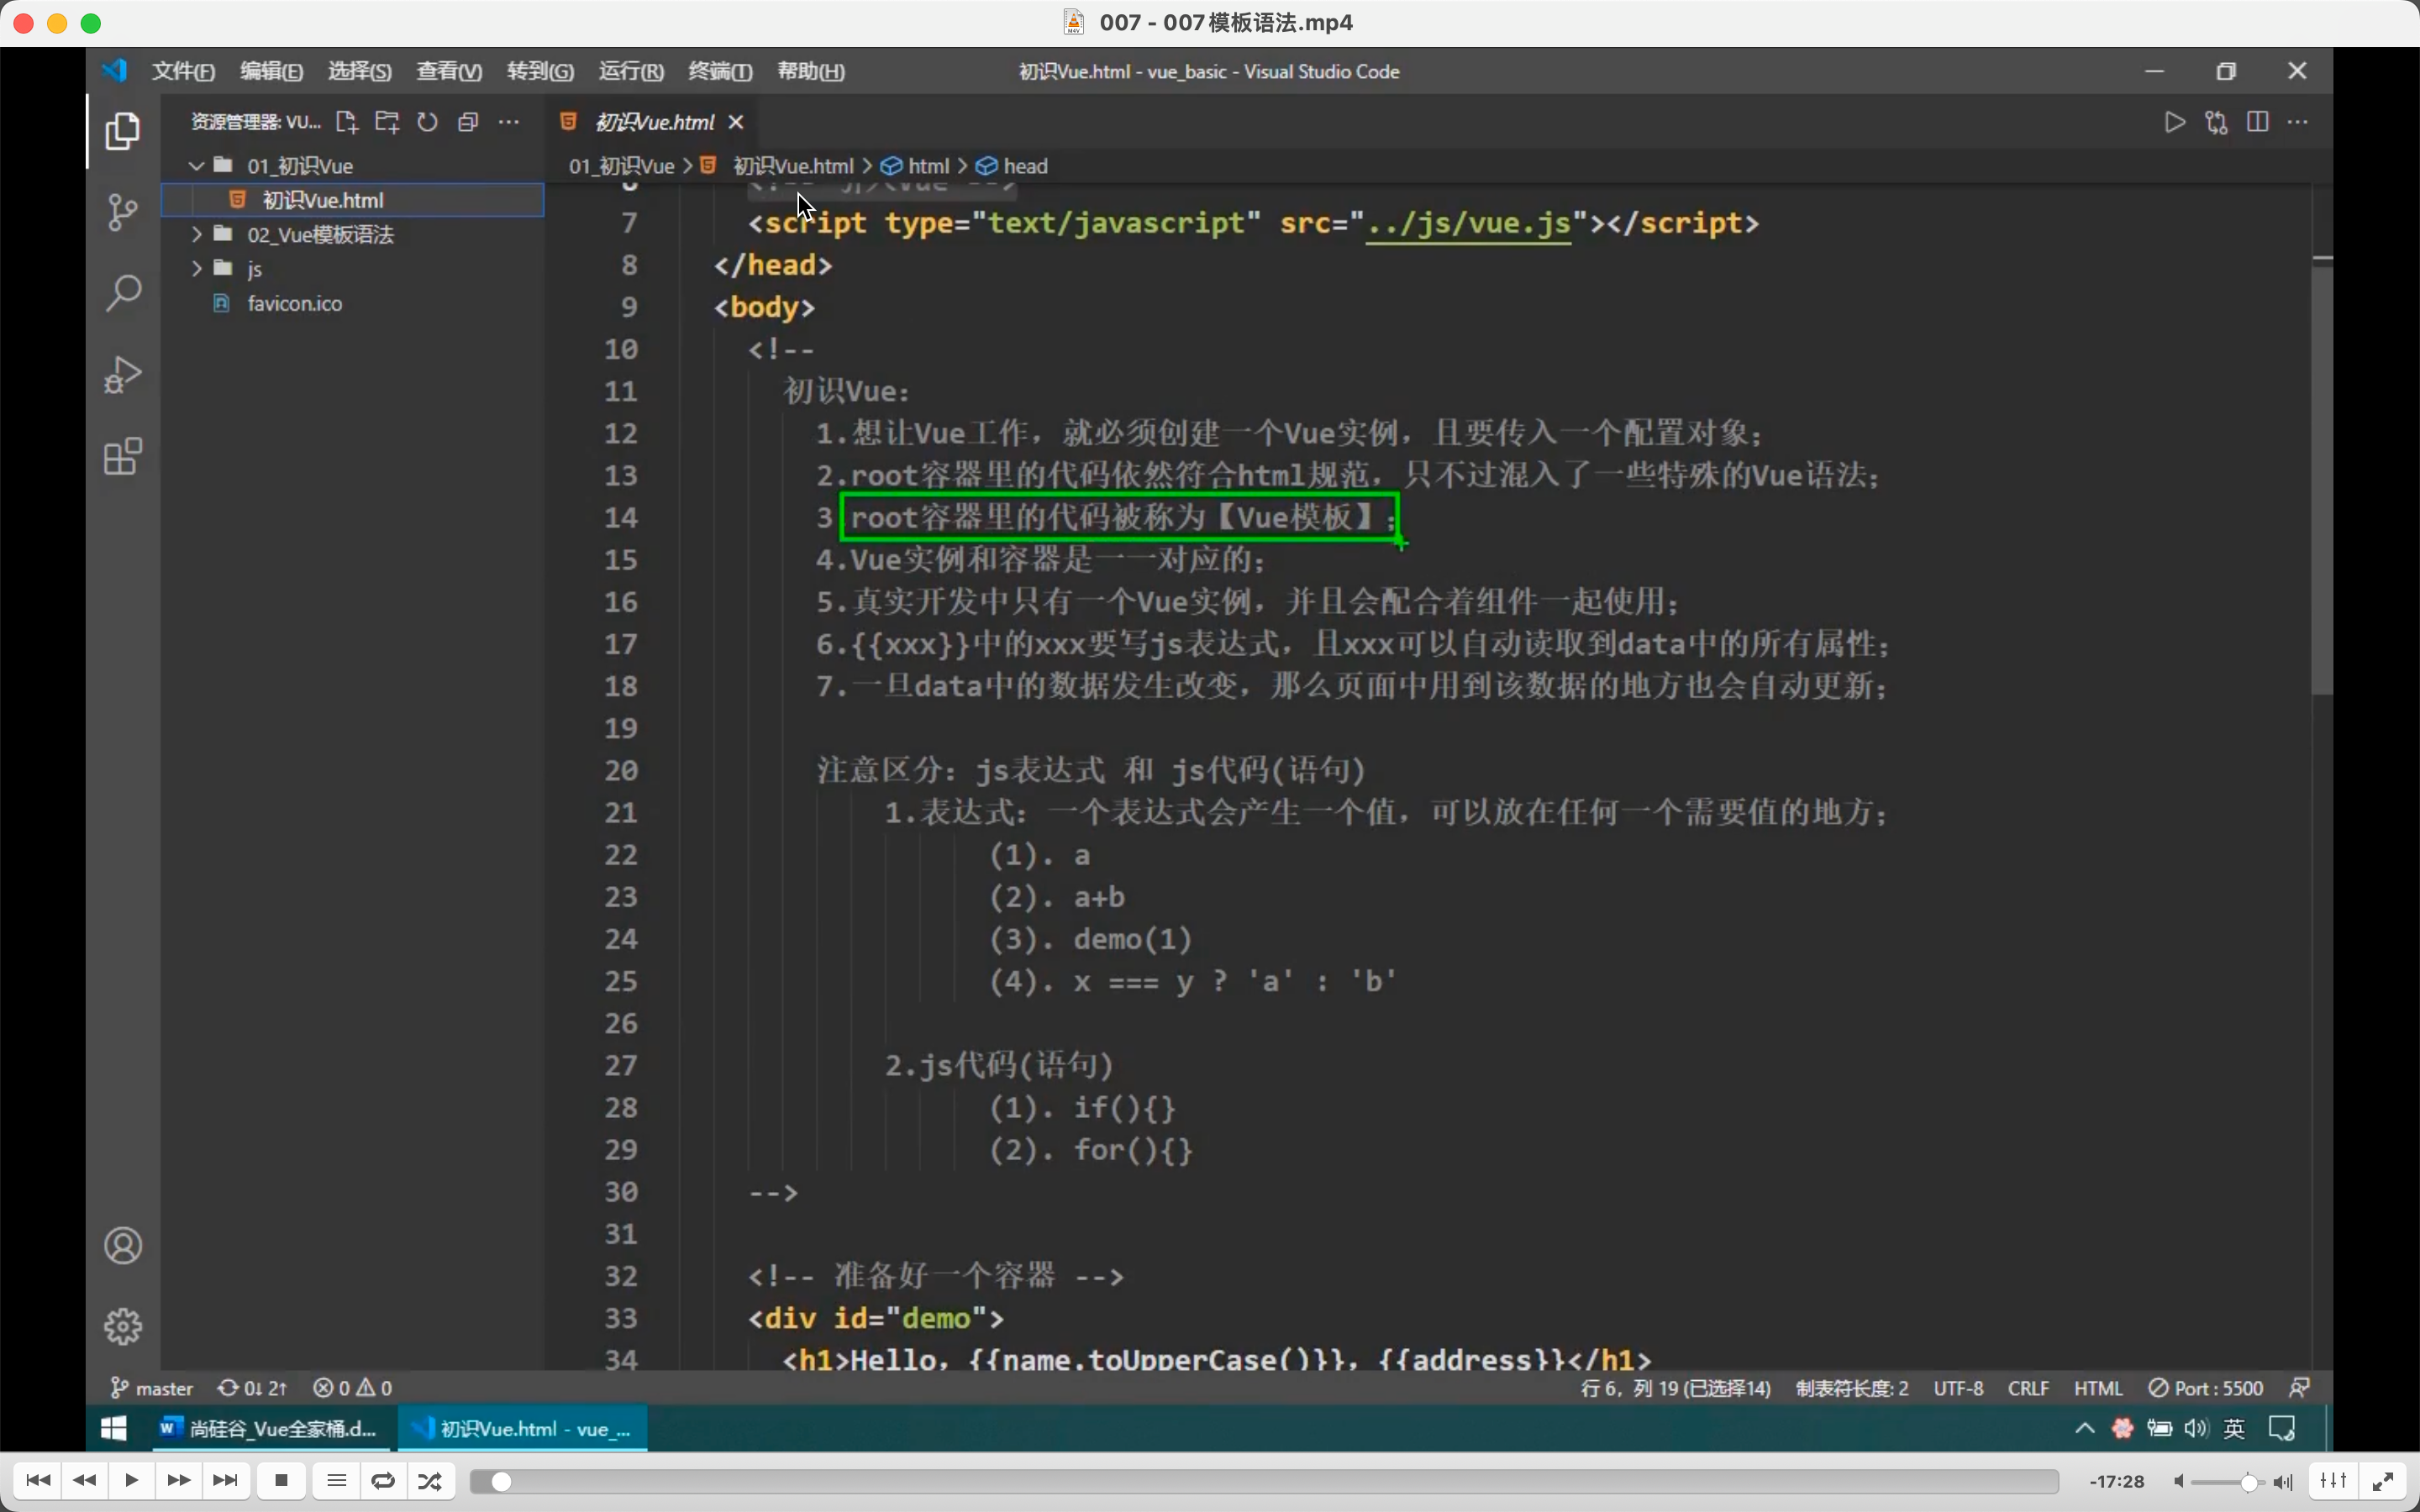 007 - 007模板语法.mp4
文件(F) 编辑(E) 选择(S) 查看(V) 转到(G) 运行(R) 终端(T) 帮助(H)
初识Vue.html - vue_basic - Visual Studio Code
资源管理器: VU...
初识Vue.html
01_初识Vue
初识Vue.html
02_Vue模板语法
js
favicon.ico
01_初识Vue > 初识Vue.html > html > head
7 <script type="text/javascript" src="../js/vue.js"></script>
8 </head>
9 <body>
10 <!--
11 初识Vue：
12 1.想让Vue工作，就必须创建一个Vue实例，且要传入一个配置对象；
13 2.root容器里的代码依然符合html规范，只不过混入了一些特殊的Vue语法；
14 3 root容器里的代码被称为【Vue模板】；
15 4.Vue实例和容器是一一对应的；
16 5.真实开发中只有一个Vue实例，并且会配合着组件一起使用；
17 6.{{xxx}}中的xxx要写js表达式，且xxx可以自动读取到data中的所有属性；
18 7.一旦data中的数据发生改变，那么页面中用到该数据的地方也会自动更新；
19
20 注意区分：js表达式 和 js代码(语句)
21 1.表达式：一个表达式会产生一个值，可以放在任何一个需要值的地方；
22 (1). a
23 (2). a+b
24 (3). demo(1)
25 (4). x === y ? 'a' : 'b'
26
27 2.js代码(语句)
28 (1). if(){}
29 (2). for(){}
30 -->
31
32 <!-- 准备好一个容器 -->
33 <div id="demo">
34 <h1>Hello，{{name.toUpperCase()}}，{{address}}</h1>
master 0↓ 2↑ 0 0
行 6，列 19 (已选择14) 制表符长度: 2 UTF-8 CRLF HTML Port : 5500
尚硅谷_Vue全家桶.d...
初识Vue.html - vue_...
英
-17:28